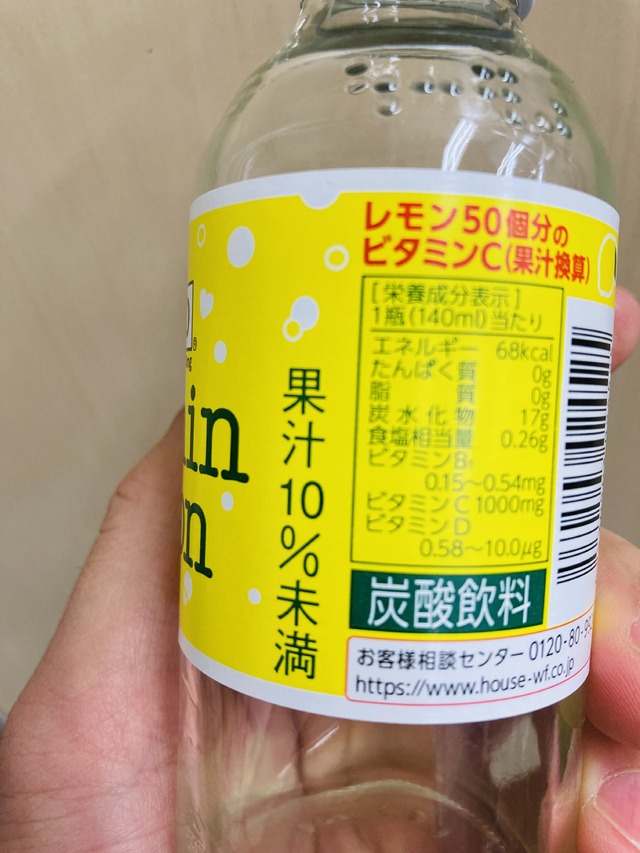 レモン50個分の
ビタミンC(果汁換算)
[栄養成分表示]
1瓶(140ml)当たり
エネルギー 68kcal
たんぱく質 0g
脂質 0g
炭水化物 17g
食塩相当量 0.26g
ビタミンB₁
0.15～0.54mg
ビタミンC 1000mg
ビタミンD
0.58～10.0μg
炭酸飲料
お客様相談センター 0120-80-99
https://www.house-wf.co.jp
果汁10%未満
in
on